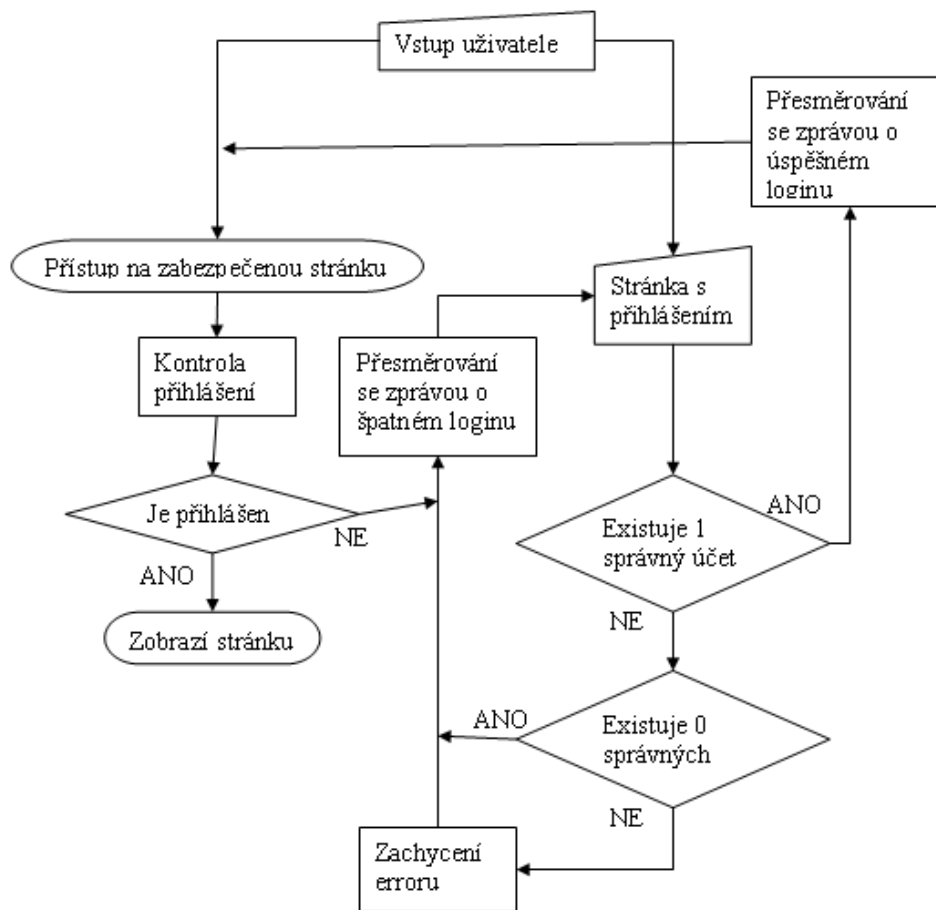 Vstup uživatele
Přesměrování
se zprávou o
úspěšném
loginu
Přístup na zabezpečenou stránku
Stránka s
přihlášením
Kontrola
přihlášení
Přesměrování
se zprávou o
špatném loginu
Je přihlášen
NE
ANO
Zobrazí stránku
Existuje 1
správný účet
ANO
NE
Existuje 0
správných
ANO
NE
Zachycení
erroru